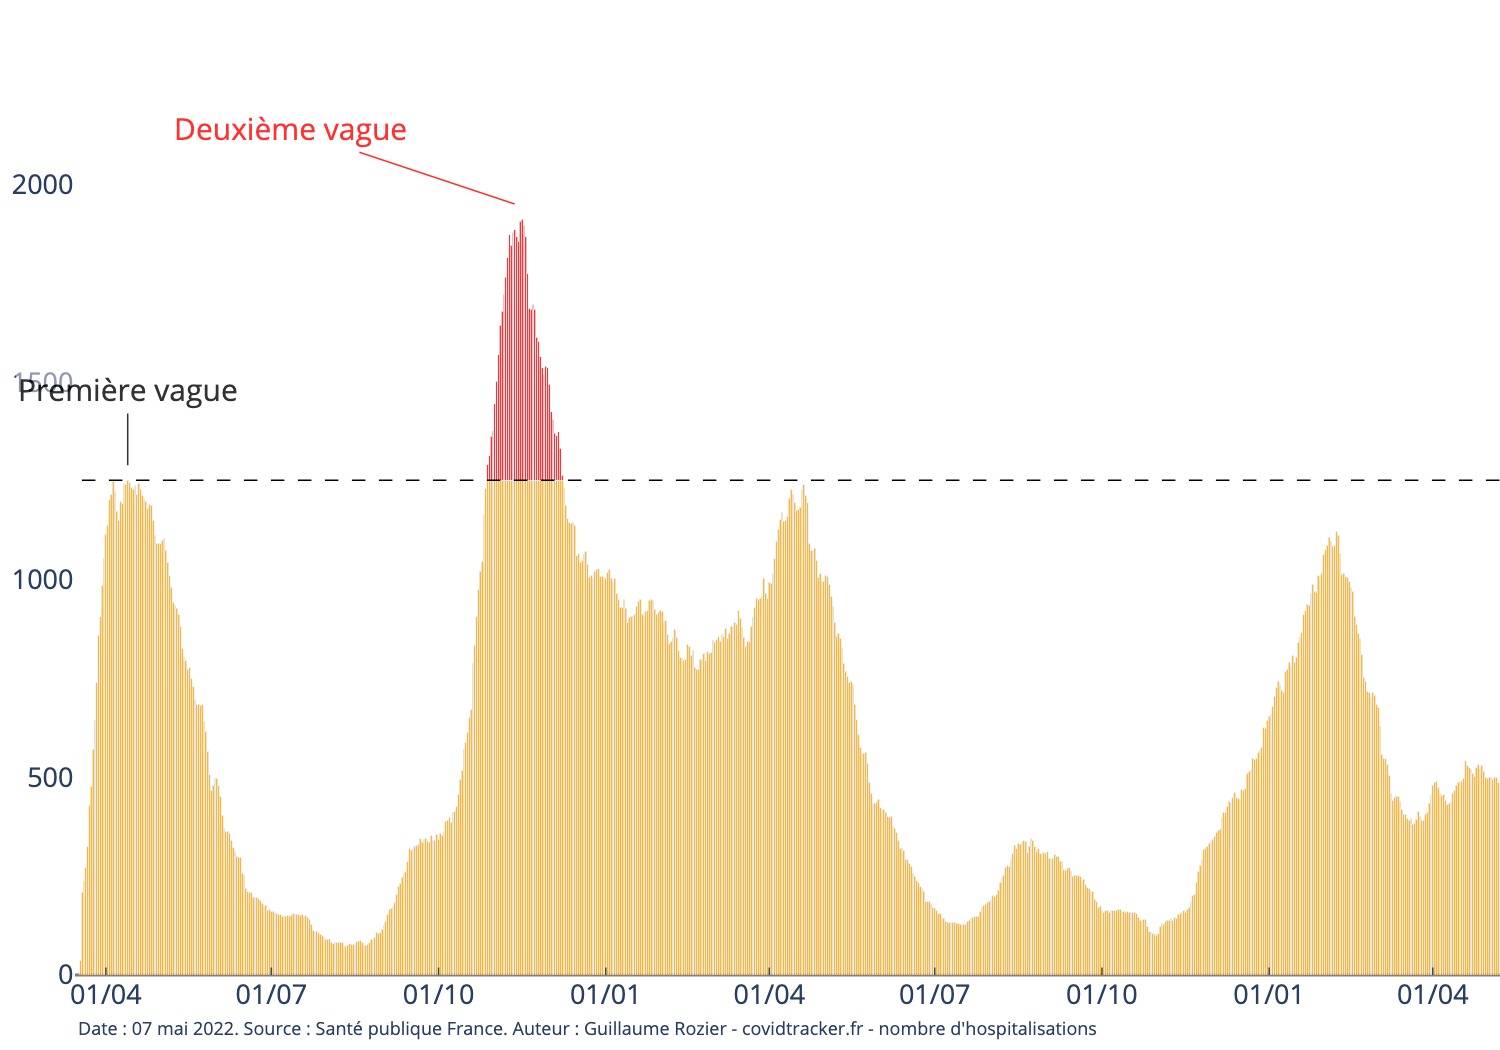 Deuxième vague
2000
1500
Première vague
1000
500
0
01/04 01/07 01/10 01/01 01/04 01/07 01/10 01/01 01/04
Date : 07 mai 2022. Source : Santé publique France. Auteur : Guillaume Rozier - covidtracker.fr - nombre d'hospitalisations